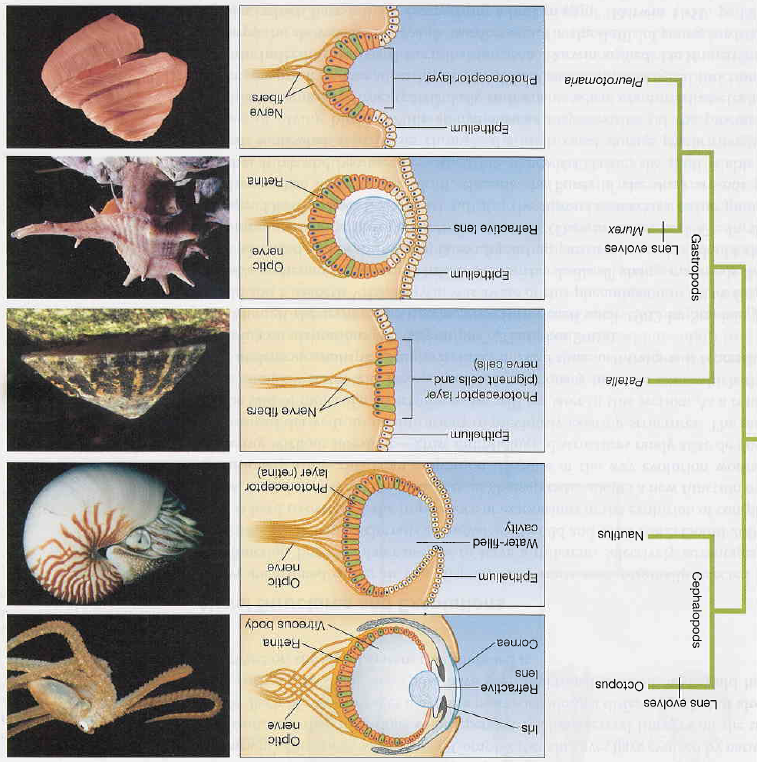 Lens evolves
Octopus
Cephalopods
Nautilus
Patella
Gastropods
Lens evolves
Murex
Pleurotomaria
Iris
Refractive
lens
Cornea
Optic
nerve
Retina
Vitreous body
Epithelium
Water-filled
cavity
Optic
nerve
Photoreceptor
layer (retina)
Epithelium
Photoreceptor layer
(pigment cells and
nerve cells)
Nerve fibers
Epithelium
Refractive lens
Optic
nerve
Retina
Epithelium
Photoreceptor layer
Nerve
fibers